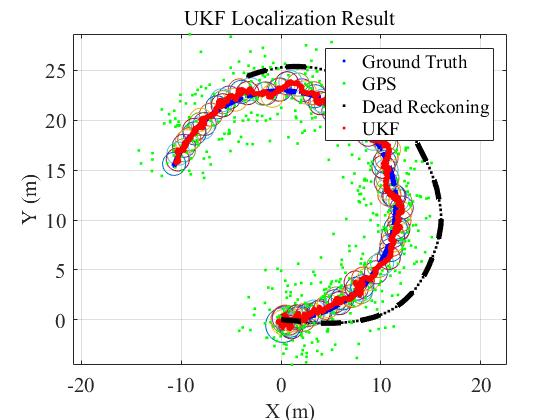 UKF Localization Result
Ground Truth
GPS
Dead Reckoning
UKF
25
20
15
10
5
0
Y (m)
-20
-10
0
10
20
X (m)